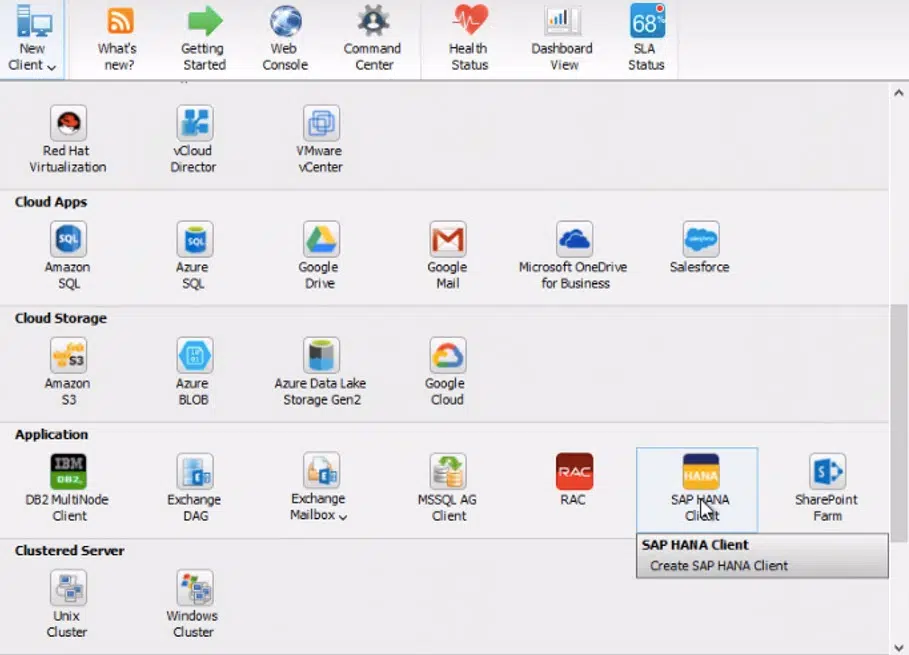 New Client
What's new?
Getting Started
Web Console
Command Center
Health Status
Dashboard View
68%
SLA Status
Red Hat Virtualization
vCloud Director
VMware vCenter
Cloud Apps
SQL
Amazon SQL
SQL
Azure SQL
Google Drive
Google Mail
Microsoft OneDrive for Business
salesforce
Salesforce
Cloud Storage
S3
Amazon S3
Azure BLOB
Azure Data Lake Storage Gen2
Google Cloud
Application
IBM
DB2.
DB2 MultiNode Client
Exchange DAG
Exchange Mailbox
MSSQL AG Client
RAC
RAC
HANA
SAP HANA Client
S
SharePoint Farm
SAP HANA Client
Create SAP HANA Client
Clustered Server
Unix Cluster
Windows Cluster